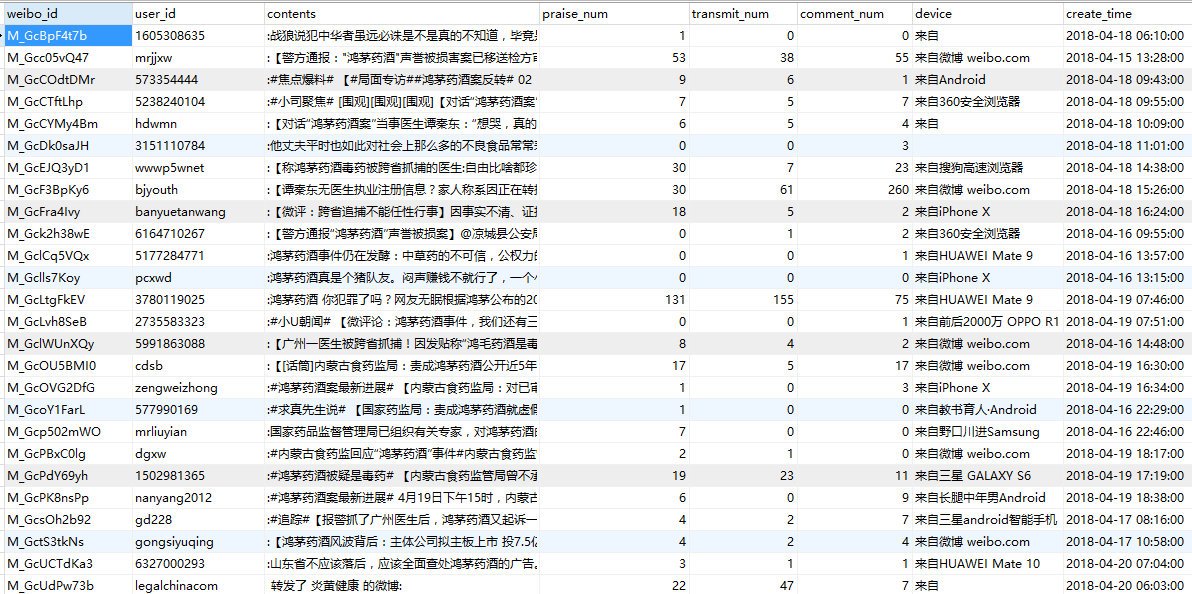 weibo_id user_id contents praise_num transmit_num comment_num device create_time
M_GcBpF4t7b 1605308635 :战狼说犯中华者虽远必诛是不是真的不知道，毕竟 1 0 0 来自 2018-04-18 06:10:00
M_Gcc05vQ47 mrjjxw :【警方通报："鸿茅药酒"声誉被损害案已移送检方审 53 38 55 来自微博 weibo.com 2018-04-15 13:28:00
M_GcCOdtDMr 573354444 :#焦点爆料# 【#局面专访##鸿茅药酒案反转# 02 9 6 1 来自Android 2018-04-18 09:43:00
M_GcCTftLhp 5238240104 :#小司聚焦# [围观][围观][围观]【对话"鸿茅药酒案" 7 5 7 来自360安全浏览器 2018-04-18 09:55:00
M_GcCYMy4Bm hdwmn :【对话"鸿茅药酒案"当事医生谭秦东："想哭，真的 6 5 4 来自 2018-04-18 10:09:00
M_GcDk0saJH 3151110784 :他丈夫平时也如此对社会上那么多的不良食品常常 0 0 3 2018-04-18 11:01:00
M_GcEJQ3yD1 wwwp5wnet :【称鸿茅药酒毒药被跨省抓捕的医生:自由比啥都珍 30 7 23 来自搜狗高速浏览器 2018-04-18 14:38:00
M_GcF3BpKy6 bjyouth :【谭秦东无医生执业注册信息？家人称系因正在转 30 61 260 来自微博 weibo.com 2018-04-18 15:26:00
M_GcFra4Ivy banyuetanwang :【微评：跨省追捕不能任性行事】因事实不清、证 18 5 2 来自iPhone X 2018-04-18 16:24:00
M_Gck2h38wE 6164710267 :【警方通报"鸿茅药酒"声誉被损案】@凉城县公安局 0 1 2 来自360安全浏览器 2018-04-16 09:55:00
M_GclCq5VQx 5177284771 :鸿茅药酒事件仍在发酵：中草药的不可信，公权力的 0 0 1 来自HUAWEI Mate 9 2018-04-16 13:57:00
M_Gclls7Koy pcxwd :鸿茅药酒真是个猪队友。闷声赚钱不就行了，一个 0 0 0 来自iPhone X 2018-04-16 13:15:00
M_GcLtgFkEV 3780119025 :鸿茅药酒 你犯罪了吗？网友无眠根据鸿茅公布的20 131 155 75 来自HUAWEI Mate 9 2018-04-19 07:46:00
M_GcLvh8SeB 2735583323 :#小U朝闻# 【微评论：鸿茅药酒事件，我们还有三 0 0 1 来自前后2000万 OPPO R1 2018-04-19 07:51:00
M_GclWUnXQy 5991863088 :【广州一医生被跨省抓捕！因发贴称"鸿毛药酒是毒 8 4 2 来自微博 weibo.com 2018-04-16 14:48:00
M_GcOU5BMI0 cdsb :【[话筒]内蒙古食药监局：责成鸿茅药酒公开近5年 17 5 17 来自微博 weibo.com 2018-04-19 16:30:00
M_GcOVG2DfG zengweizhong :#鸿茅药酒案最新进展# 【内蒙古食药监局：对已审 1 0 3 来自iPhone X 2018-04-19 16:34:00
M_GcoY1FarL 577990169 :#求真先生说# 【国家药监局：责成鸿茅药酒就虚假 1 0 0 来自教书育人·Android 2018-04-16 22:29:00
M_Gcp502mWO mrliuyian :国家药品监督管理局已组织有关专家，对鸿茅药酒 7 0 0 来自野口川进Samsung 2018-04-16 22:46:00
M_GcPBxC0lg dgxw :#内蒙古食药监回应"鸿茅药酒"事件#内蒙古食药监 2 1 0 来自微博 weibo.com 2018-04-19 18:17:00
M_GcPdY69yh 1502981365 :#鸿茅药酒被疑是毒药# 【内蒙古食药监管局曾不 19 23 11 来自三星 GALAXY S6 2018-04-19 17:19:00
M_GcPK8nsPp nanyang2012 :#鸿茅药酒案最新进展# 4月19日下午15时，内蒙古 6 0 9 来自长腿中年男Android 2018-04-19 18:38:00
M_GcsOh2b92 gd228 :#追踪#【报警抓了广州医生后，鸿茅药酒又起诉一 4 2 7 来自三星android智能手机 2018-04-17 08:16:00
M_GctS3tkNs gongsiyuqing :【鸿茅药酒风波背后：主体公司拟主板上市 投7.5亿 4 2 4 来自微博 weibo.com 2018-04-17 10:58:00
M_GcUCTdKa3 6327000293 :山东省不应该落后，应该全面查处鸿茅药酒的广告。 3 1 1 来自HUAWEI Mate 10 2018-04-20 07:04:00
M_GcUdPw73b legalchinacom 转发了 炎黄健康 的微博: 22 47 7 来自 2018-04-20 06:03:00